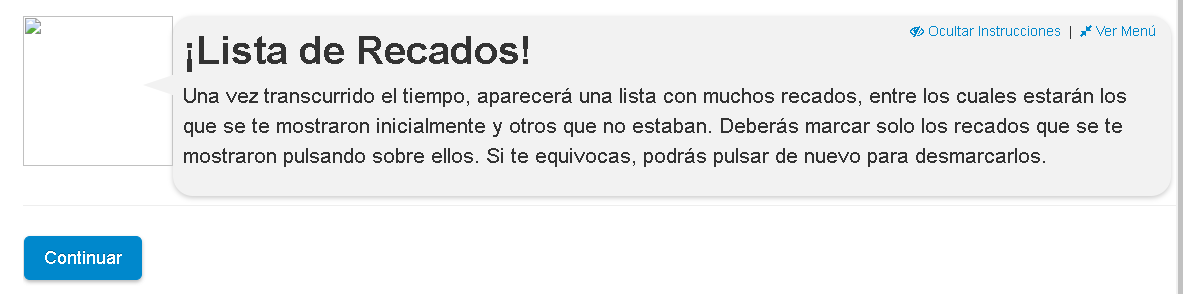 Ocultar Instrucciones | Ver Menú
¡Lista de Recados!
Una vez transcurrido el tiempo, aparecerá una lista con muchos recados, entre los cuales estarán los
que se te mostraron inicialmente y otros que no estaban. Deberás marcar solo los recados que se te
mostraron pulsando sobre ellos. Si te equivocas, podrás pulsar de nuevo para desmarcarlos.
Continuar